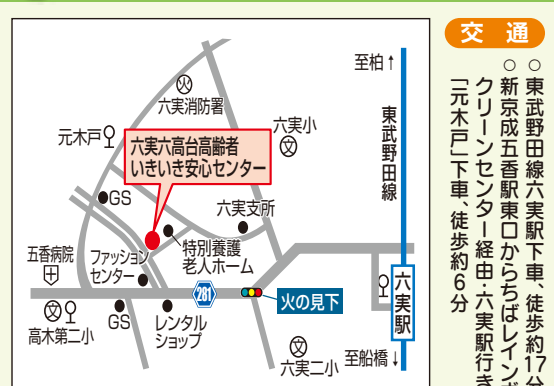 交 通
○東武野田線六実駅下車、徒歩約17分
○新京成五香駅東口からちばレインボ
クリーンセンター経由・六実駅行き
「元木戸」下車、徒歩約6分
至柏↑
東武野田線
六実消防署
六実小
文
元木戸
六実六高台高齢者
いきいき安心センター
GS
六実支所
五香病院
ファッション
センター
特別養護
老人ホーム
281
火の見下
六実駅
文
高木第二小
GS
レンタル
ショップ
文
六実二小
至船橋↓
火